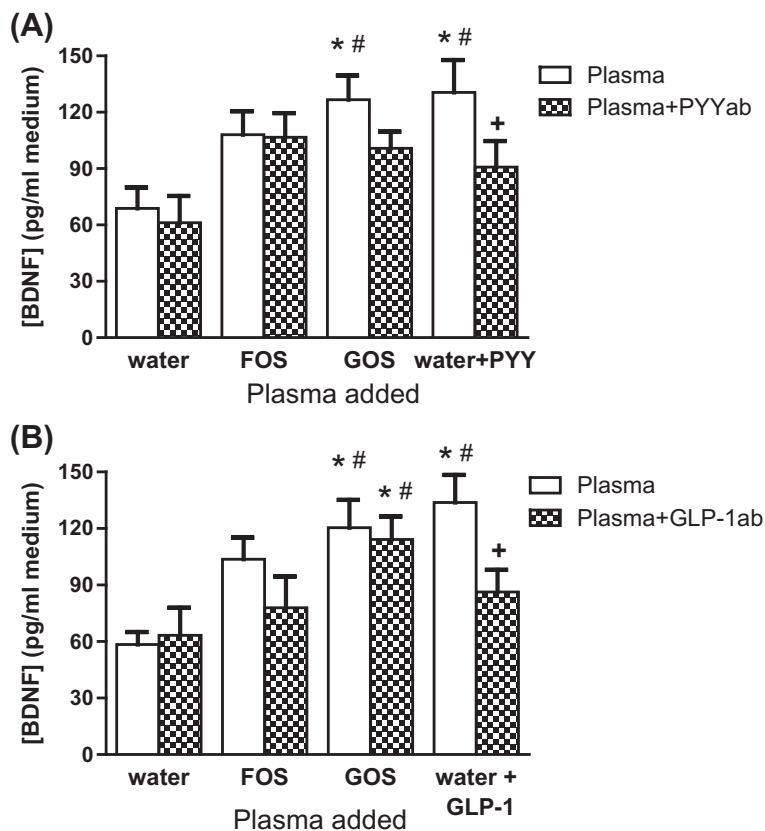 (A)
150
120
90
60
30
0
[BDNF] (pg/ml medium)
* #
* #
+
Plasma
Plasma+PYYab
water FOS GOS water+PYY
Plasma added
(B)
150
120
90
60
30
0
[BDNF] (pg/ml medium)
* #
* #
* #
+
Plasma
Plasma+GLP-1ab
water FOS GOS water +
GLP-1
Plasma added